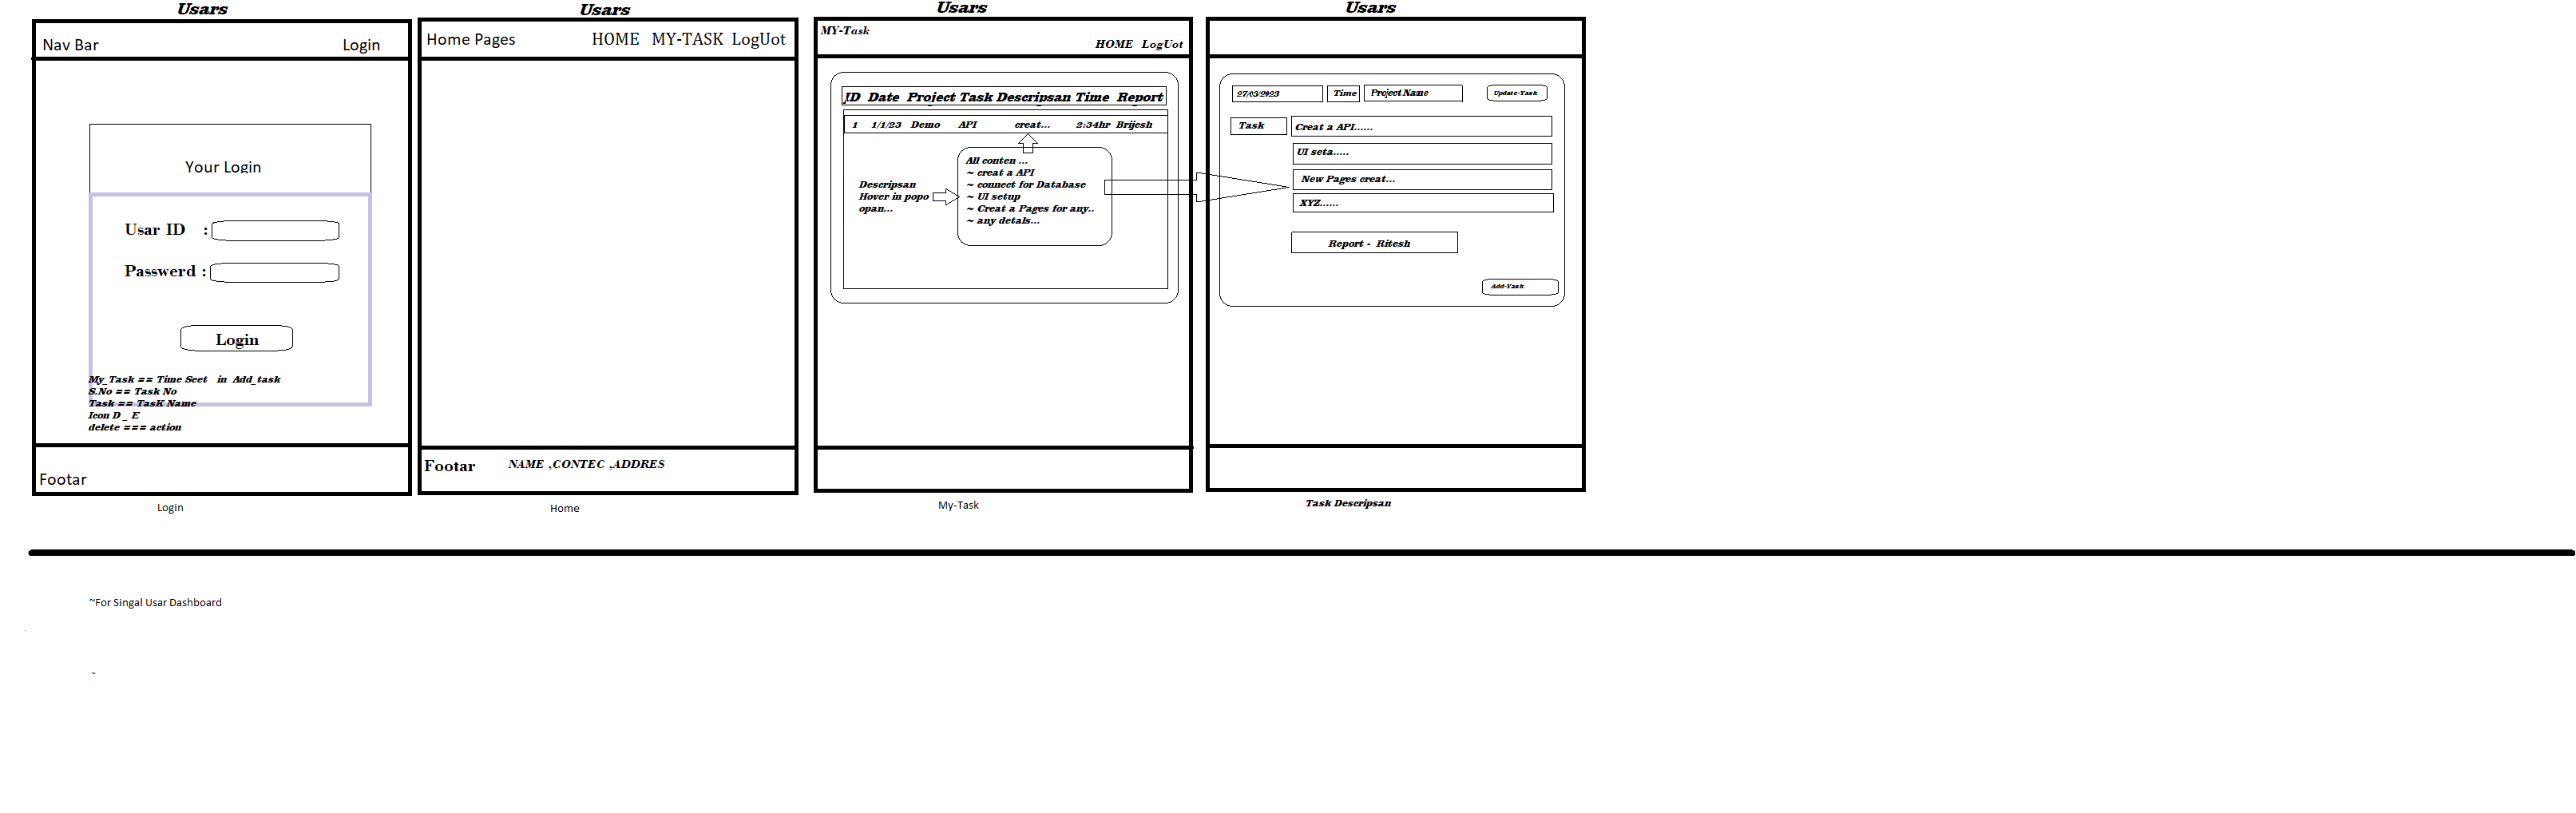 Usars
Nav Bar Login
Your Login
Usar ID :
Passwerd :
Login
My_Task == Time Seet in Add_task
S.No == Task No
Task == TasK Name
Icon D _ E
delete === action
Footar
Login
Usars
Home Pages HOME MY-TASK LogUot
Footar NAME ,CONTEC ,ADDRES
Home
Usars
MY-Task
HOME LogUot
ID Date Project Task Descripsan Time Report
1 1/1/23 Demo API creat... 2:34hr Brijesh
Descripsan
Hover in popo
opan...
All conten ...
~ creat a API
~ connect for Database
~ UI setup
~ Creat a Pages for any..
~ any detals...
My-Task
Usars
27/03/2023 Time Project Name Update-Task
Task Creat a API......
UI seta.....
New Pages creat...
XYZ......
Report - Ritesh
Add-Task
Task Descripsan
~For Singal Usar Dashboard
~